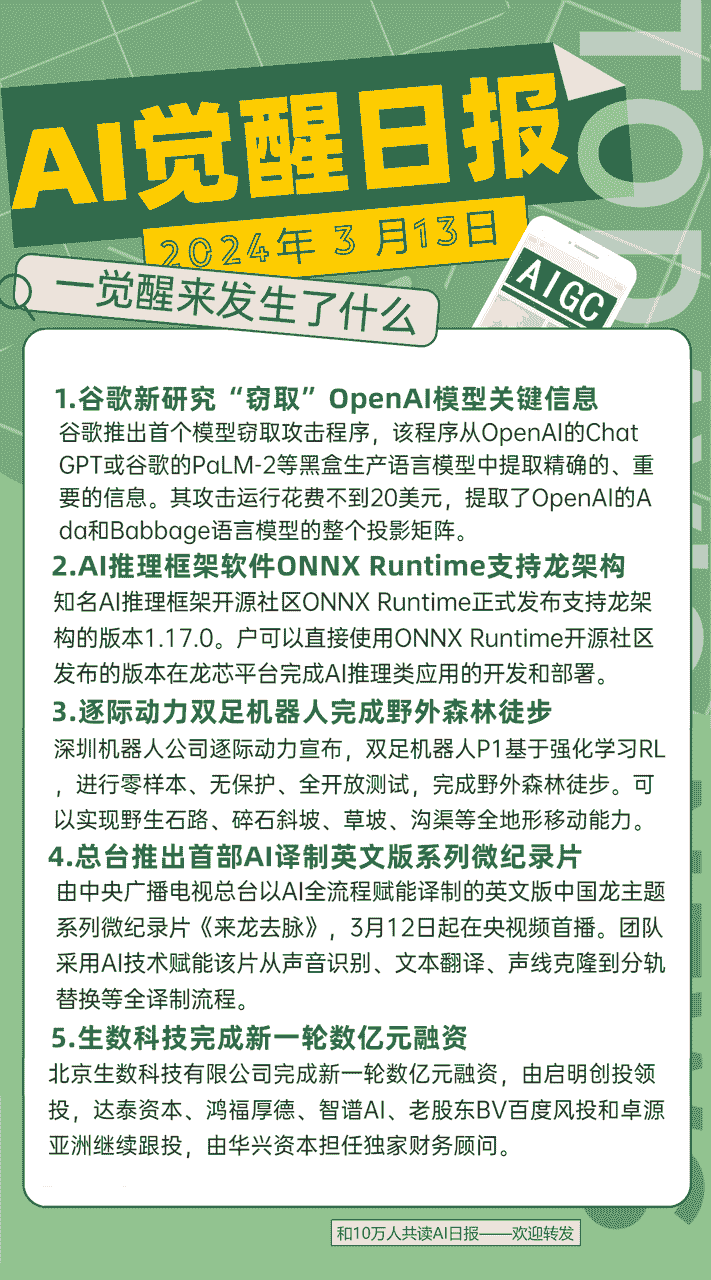 AI觉醒日报
2024年 3 月13日
一觉醒来发生了什么
AIGC
1.谷歌新研究“窃取”OpenAI模型关键信息
谷歌推出首个模型窃取攻击程序，该程序从OpenAI的Chat
GPT或谷歌的PaLM-2等黑盒生产语言模型中提取精确的、重
要的信息。其攻击运行花费不到20美元，提取了OpenAI的A
da和Babbage语言模型的整个投影矩阵。
2.AI推理框架软件ONNX Runtime支持龙架构
知名AI推理框架开源社区ONNX Runtime正式发布支持龙架
构的版本1.17.0。户可以直接使用ONNX Runtime开源社区
发布的版本在龙芯平台完成AI推理类应用的开发和部署。
3.逐际动力双足机器人完成野外森林徒步
深圳机器人公司逐际动力宣布，双足机器人P1基于强化学习RL
，进行零样本、无保护、全开放测试，完成野外森林徒步。可
以实现野生石路、碎石斜坡、草坡、沟渠等全地形移动能力。
4.总台推出首部AI译制英文版系列微纪录片
由中央广播电视总台以AI全流程赋能译制的英文版中国龙主题
系列微纪录片《来龙去脉》，3月12日起在央视频首播。团队
采用AI技术赋能该片从声音识别、文本翻译、声线克隆到分轨
替换等全译制流程。
5.生数科技完成新一轮数亿元融资
北京生数科技有限公司完成新一轮数亿元融资，由启明创投领
投，达泰资本、鸿福厚德、智谱AI、老股东BV百度风投和卓源
亚洲继续跟投，由华兴资本担任独家财务顾问。
和10万人共读AI日报——欢迎转发